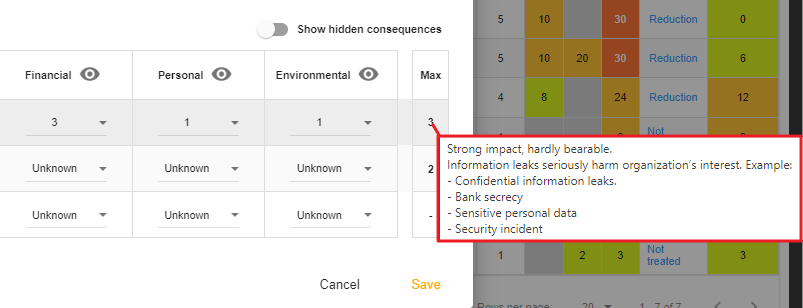 Show hidden consequences
Financial Personal Environmental Max
3 1 1 3
Unknown Unknown Unknown 2
Unknown Unknown Unknown -
Cancel Save
5 10 30 Reduction 0
5 10 20 30 Reduction 6
4 8 24 Reduction 12
Not
Strong impact, hardly bearable.
Information leaks seriously harm organization's interest. Example:
- Confidential information leaks.
- Bank secrecy
- Sensitive personal data
- Security incident
1 2 3 Not treated 3
Rows per page: 20 1-7 of 7